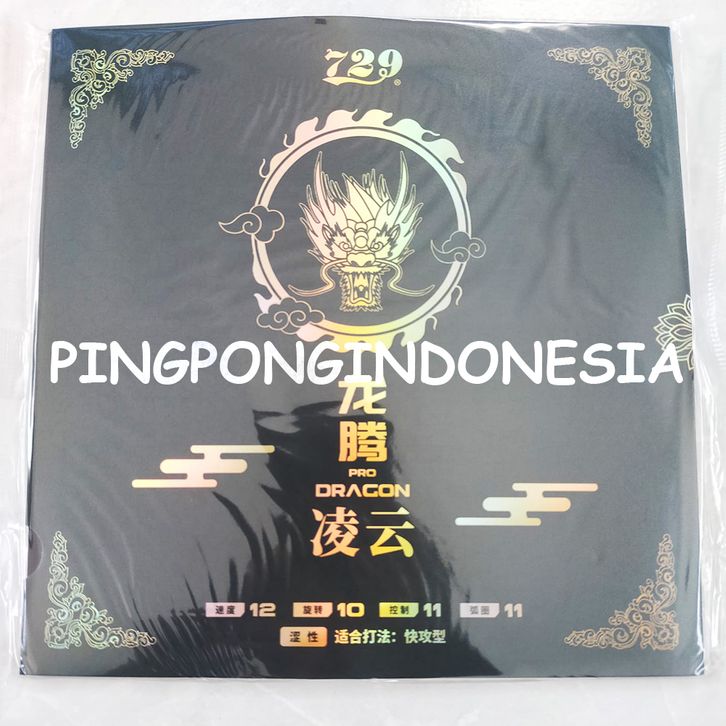 729
®
PINGPONGINDONESIA
龙
腾
PRO
DRAGON
凌云
速度 12 旋转 10 控制 11 弧圈 11
涩性 适合打法：快攻型